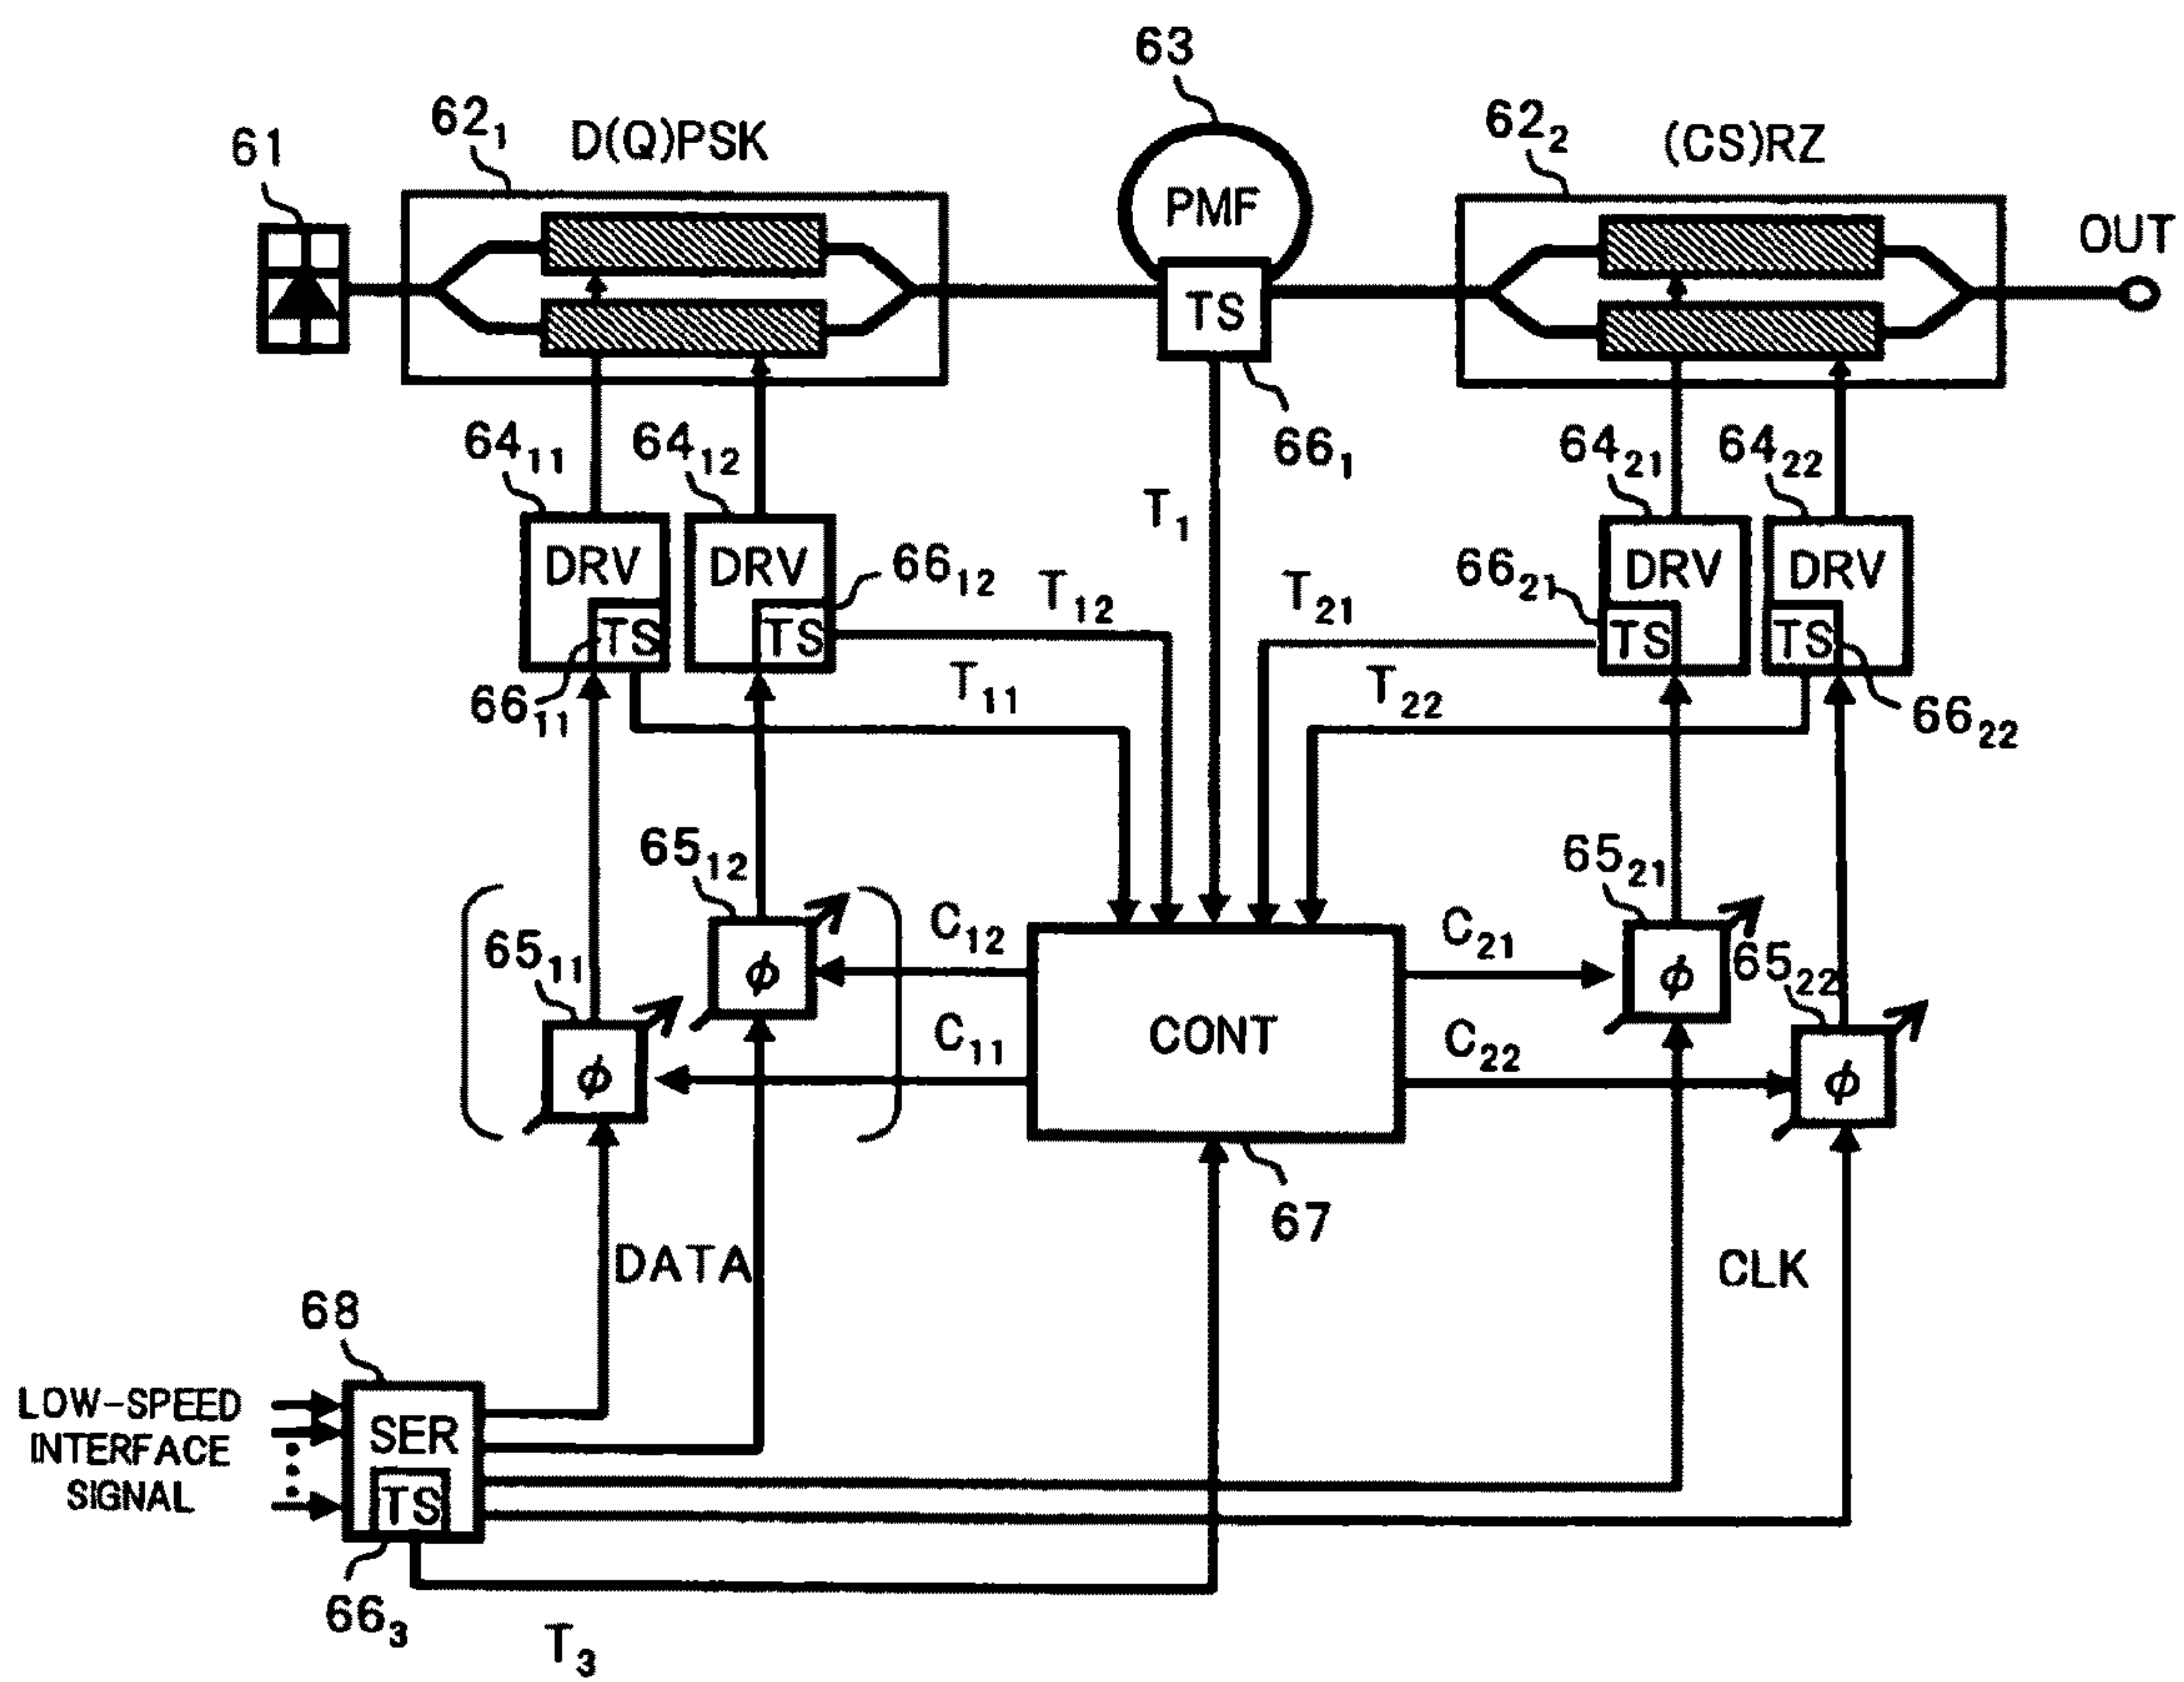 63
61
62₁
D(Q)PSK
62₂
(CS)RZ
PMF
OUT
TS
64₁₁
64₁₂
66₁
64₂₁
64₂₂
T₁
DRV
DRV
66₁₂
T₁₂
T₂₁
66₂₁
DRV
DRV
TS
TS
TS
TS
66₁₁
T₁₁
T₂₂
66₂₂
65₁₂
65₂₁
65₁₁
C₁₂
C₂₁
65₂₂
ϕ
ϕ
C₁₁
CONT
C₂₂
ϕ
ϕ
67
DATA
CLK
68
LOW-SPEED
INTERFACE
SIGNAL
SER
TS
66₃
T₃